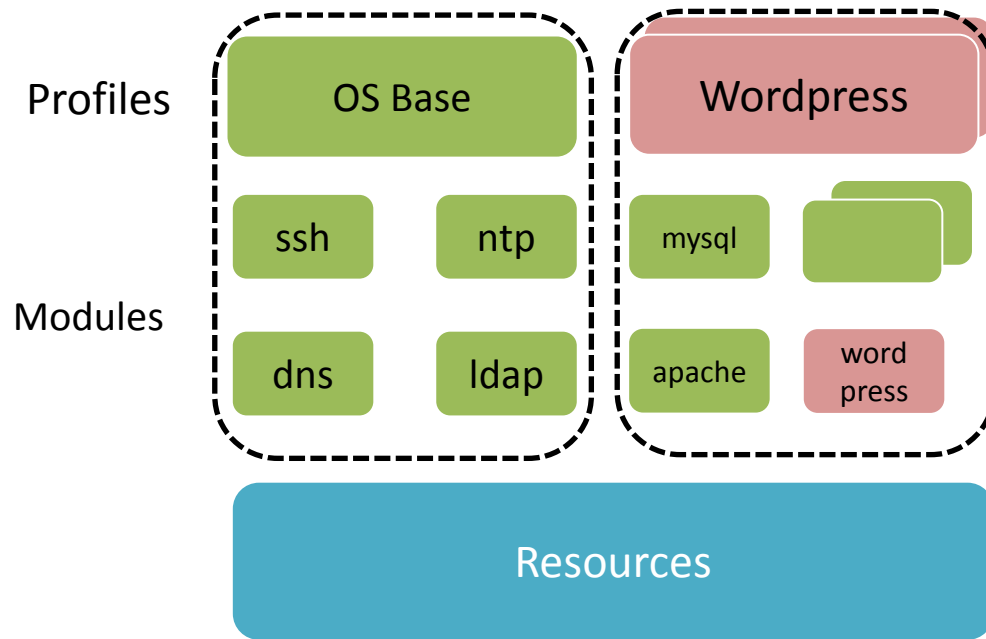 Profiles
OS Base
Wordpress
Modules
ssh
ntp
mysql
dns
ldap
apache
word
press
Resources